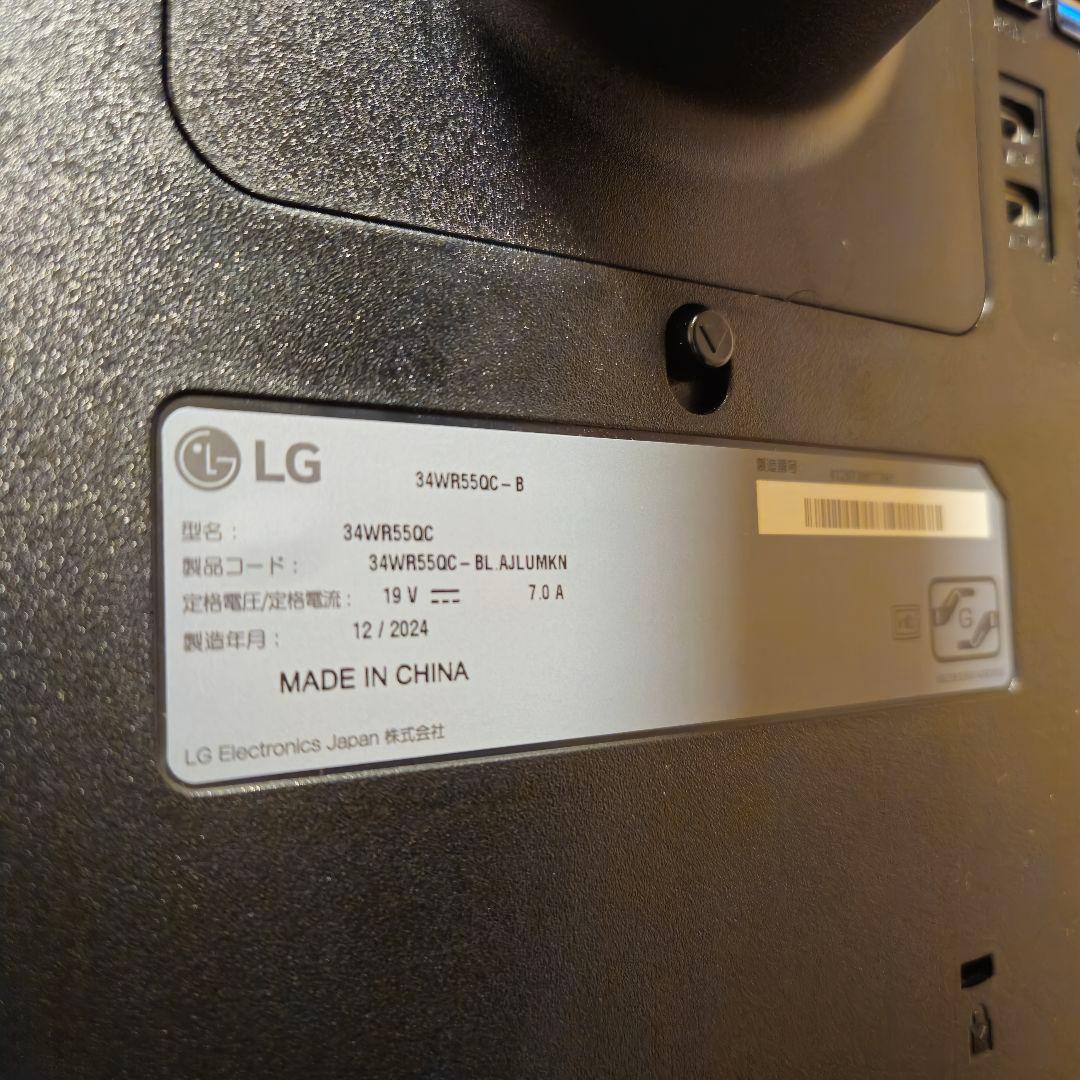 LG
34WR55QC-B
製造番号
型名: 34WR55QC
製品コード: 34WR55QC-BL.AJLUMKN
定格電圧/定格電流: 19 V 7.0 A
製造年月: 12 / 2024
MADE IN CHINA
LG Electronics Japan 株式会社
G